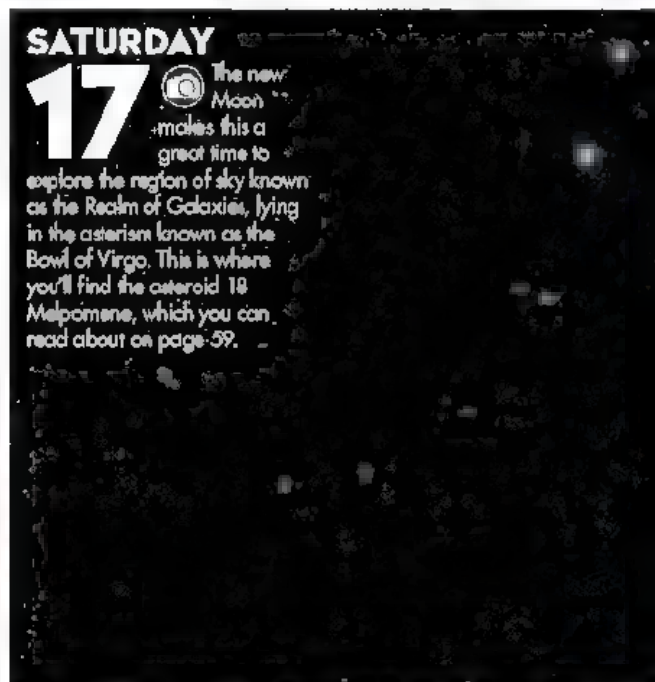 SATURDAY
17
The new
Moon
makes this a
great time to
explore the region of sky known
as the Realm of Galaxies, lying
in the asterism known as the
Bowl of Virgo. This is where
you'll find the asteroid 18
Melpomene, which you can
read about on page 59.